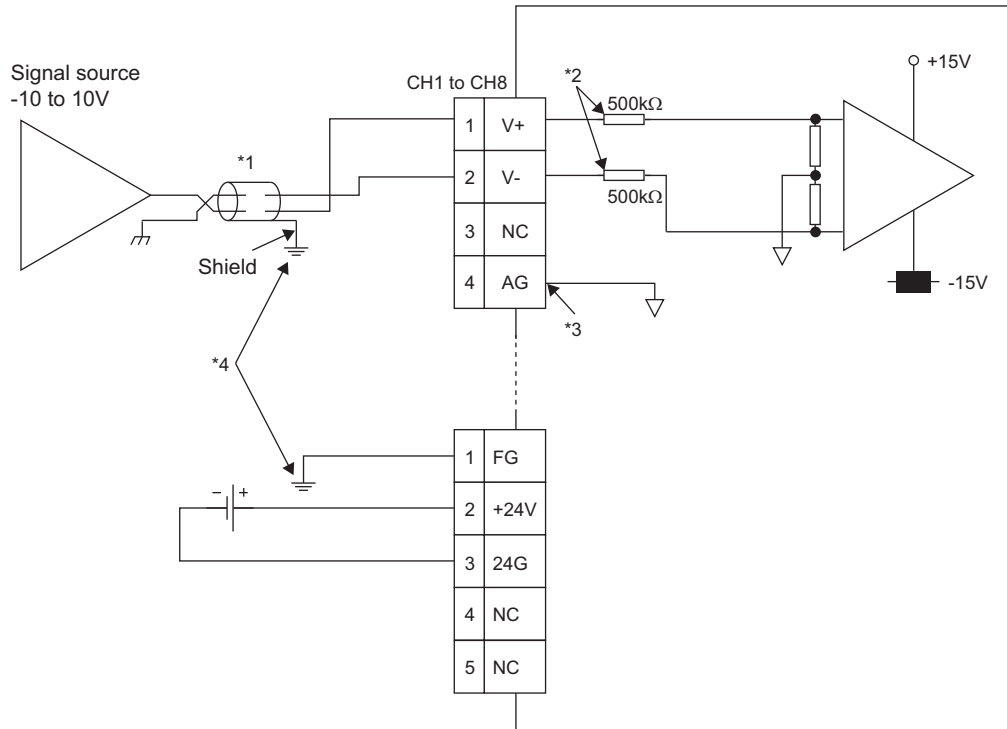 Signal source
-10 to 10V
*1
Shield
*4
CH1 to CH8
1 V+
2 V-
3 NC
4 AG
*2
500kΩ
500kΩ
*3
+15V
-15V
1 FG
− +
2 +24V
3 24G
4 NC
5 NC